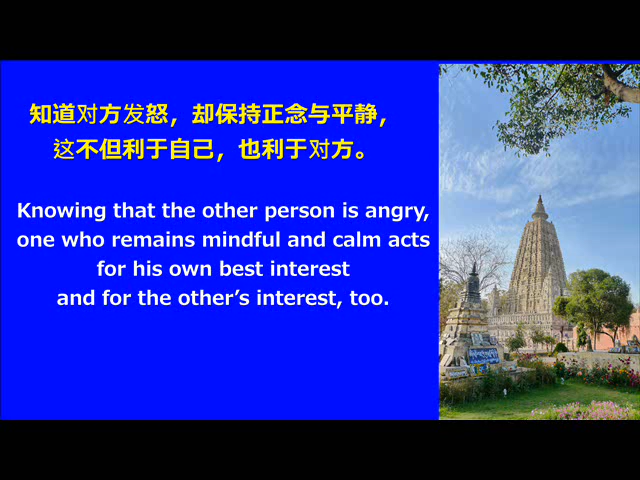 知道对方发怒，却保持正念与平静，
这不但利于自己，也利于对方。
Knowing that the other person is angry,
one who remains mindful and calm acts
for his own best interest
and for the other’s interest, too.